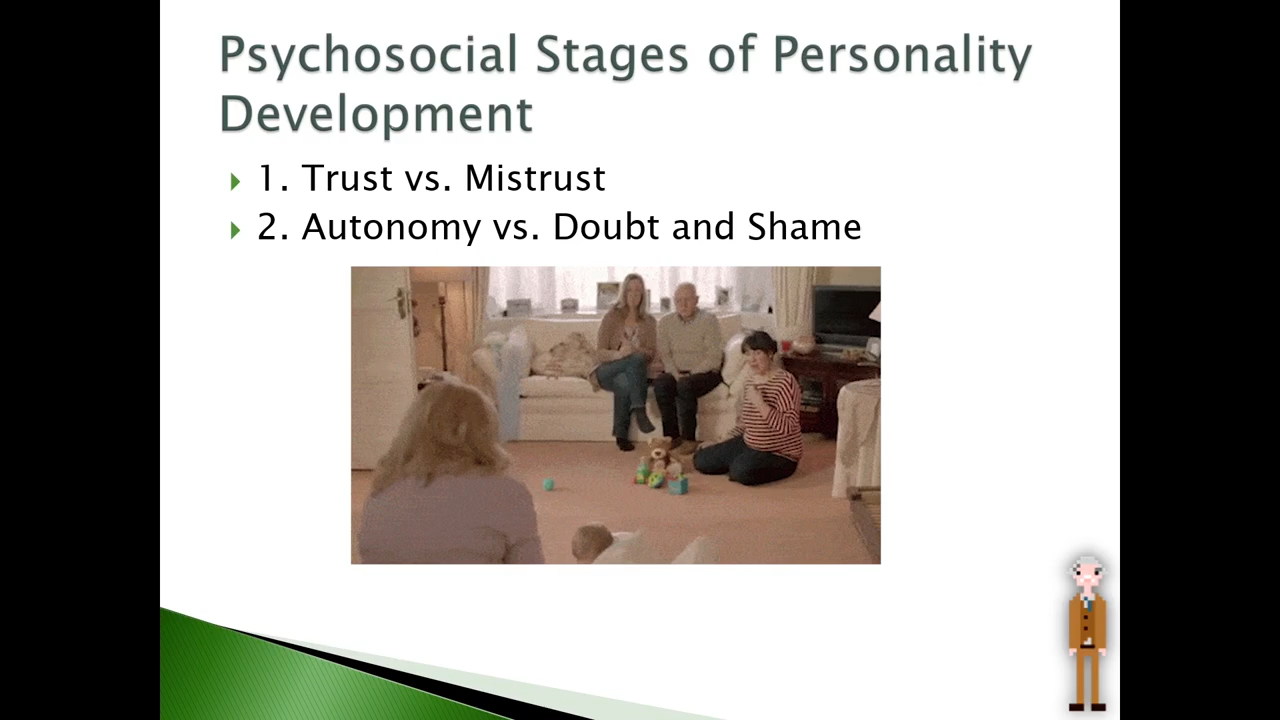 Psychosocial Stages of Personality
Development
1. Trust vs. Mistrust
2. Autonomy vs. Doubt and Shame